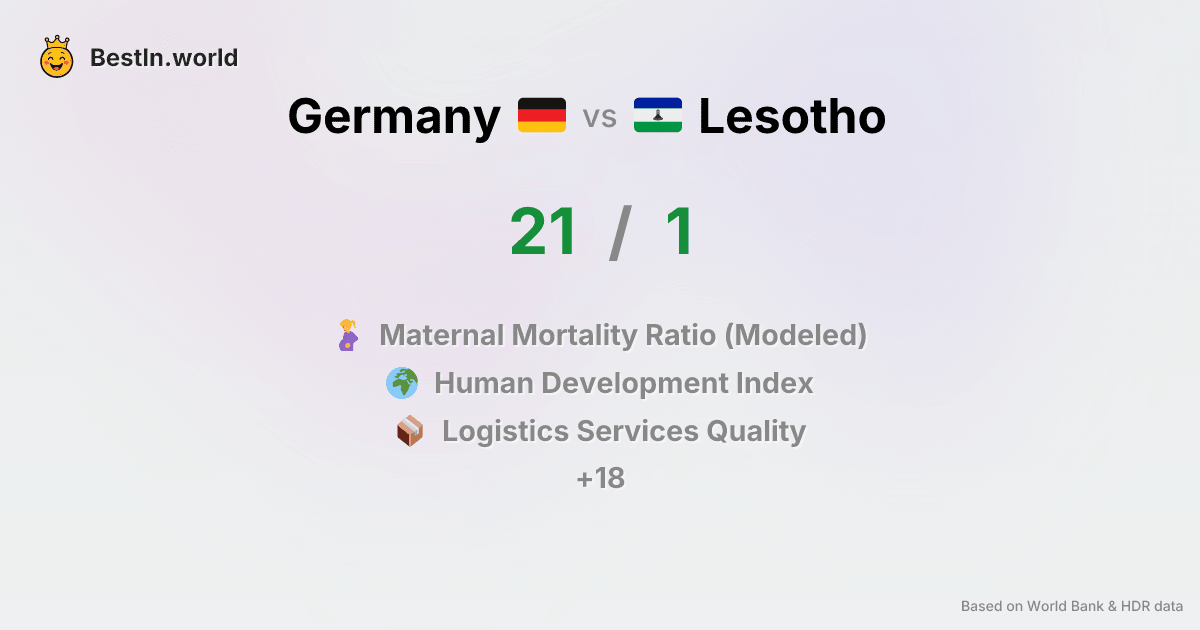 BestIn.world
Germany vs Lesotho
21 / 1
Maternal Mortality Ratio (Modeled)
Human Development Index
Logistics Services Quality
+18
Based on World Bank & HDR data